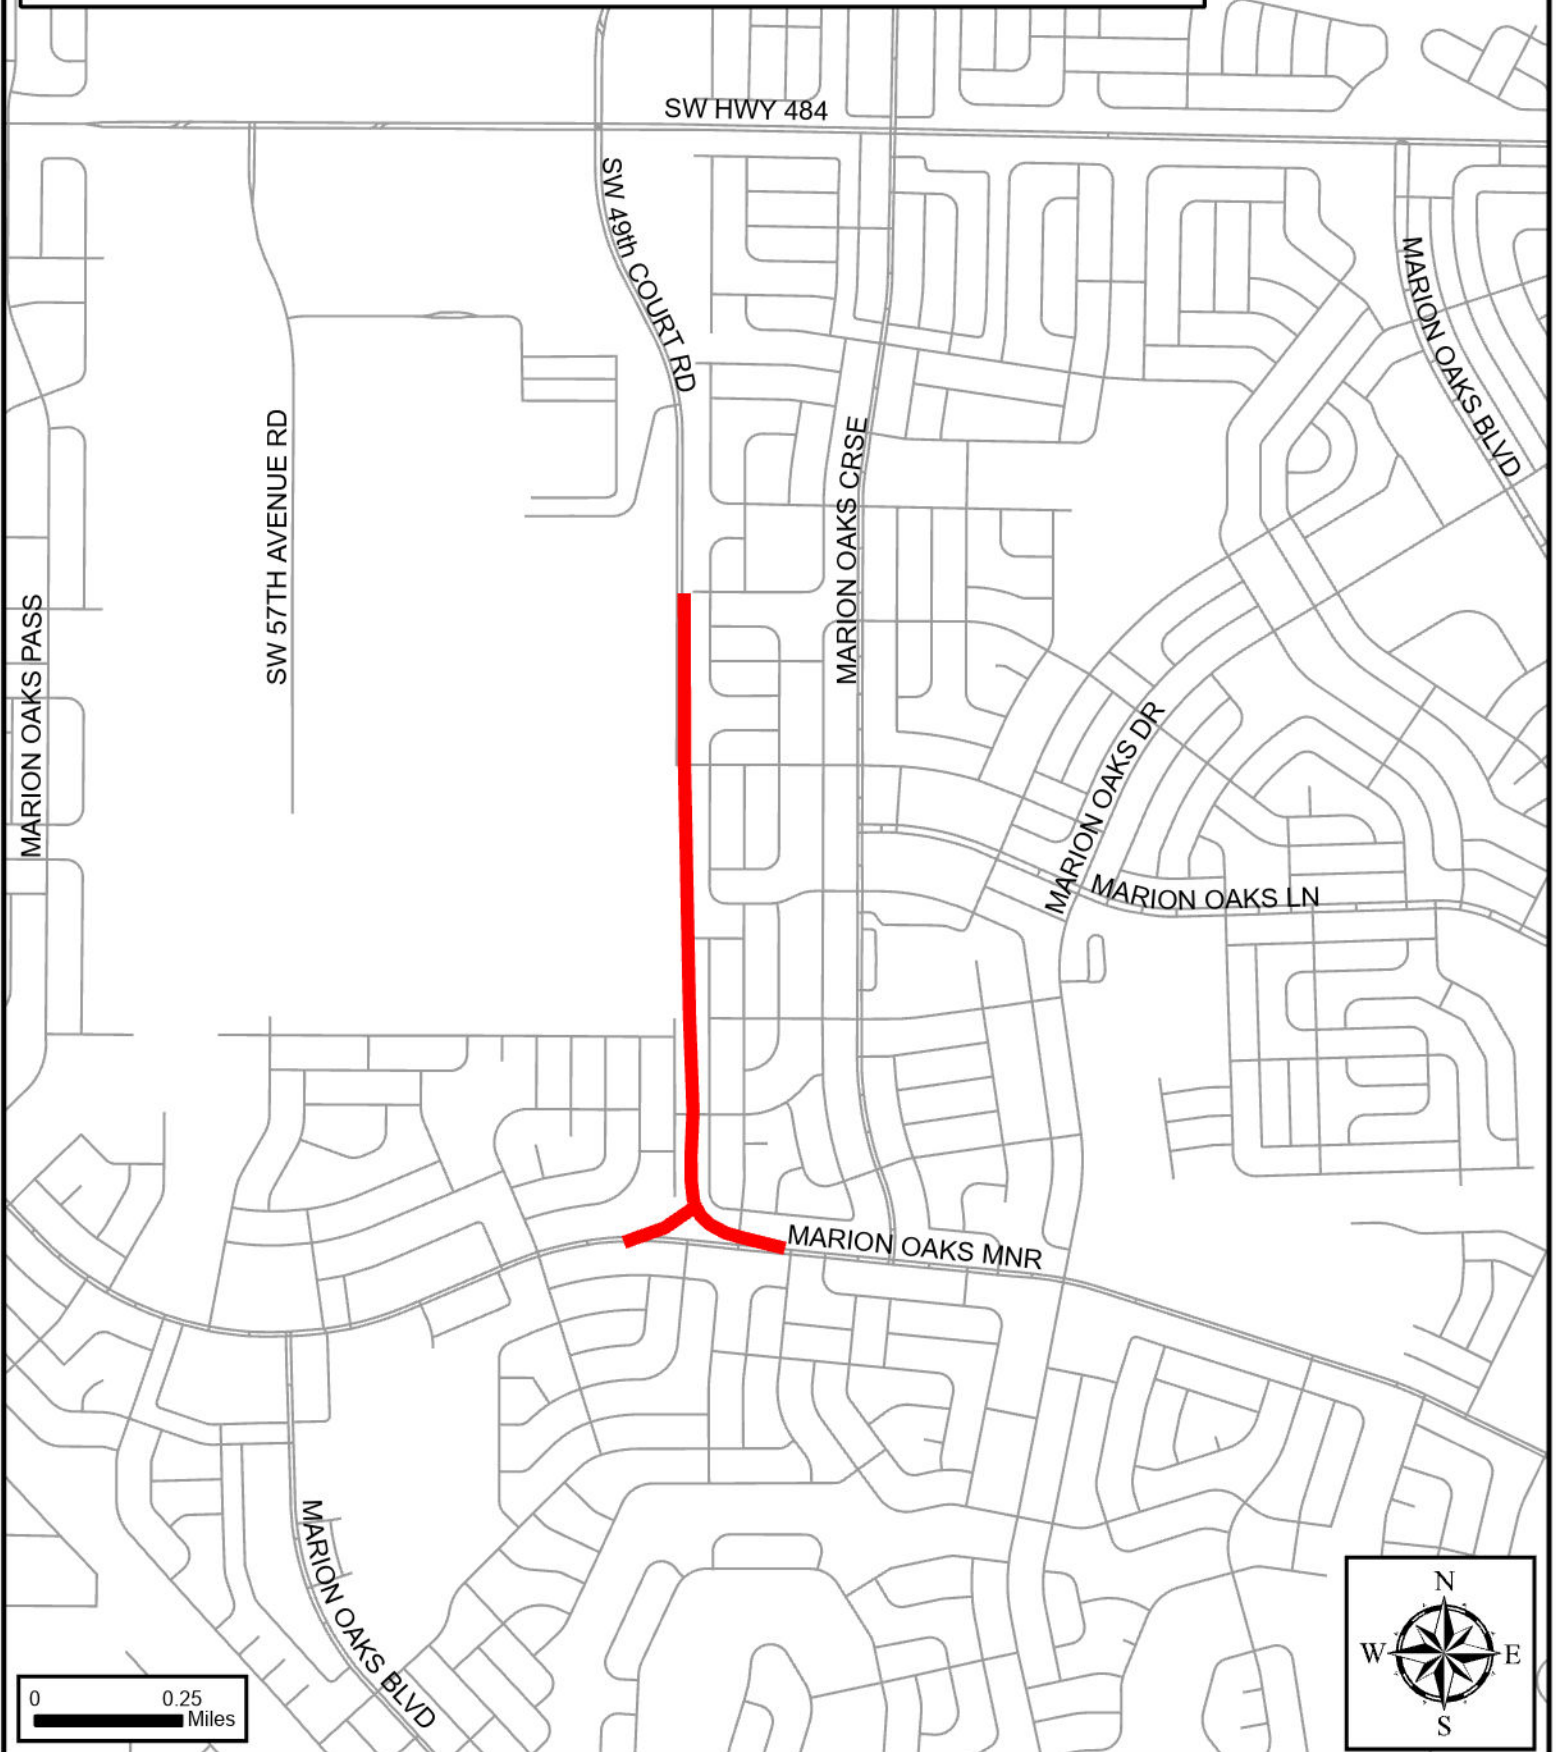 SW HWY 484
SW 49th COURT RD
MARION OAKS BLVD
SW 57TH AVENUE RD
MARION OAKS CRSE
MARION OAKS PASS
MARION OAKS DR
MARION OAKS LN
MARION OAKS MNR
MARION OAKS BLVD
N
W E
S
0 0.25
Miles